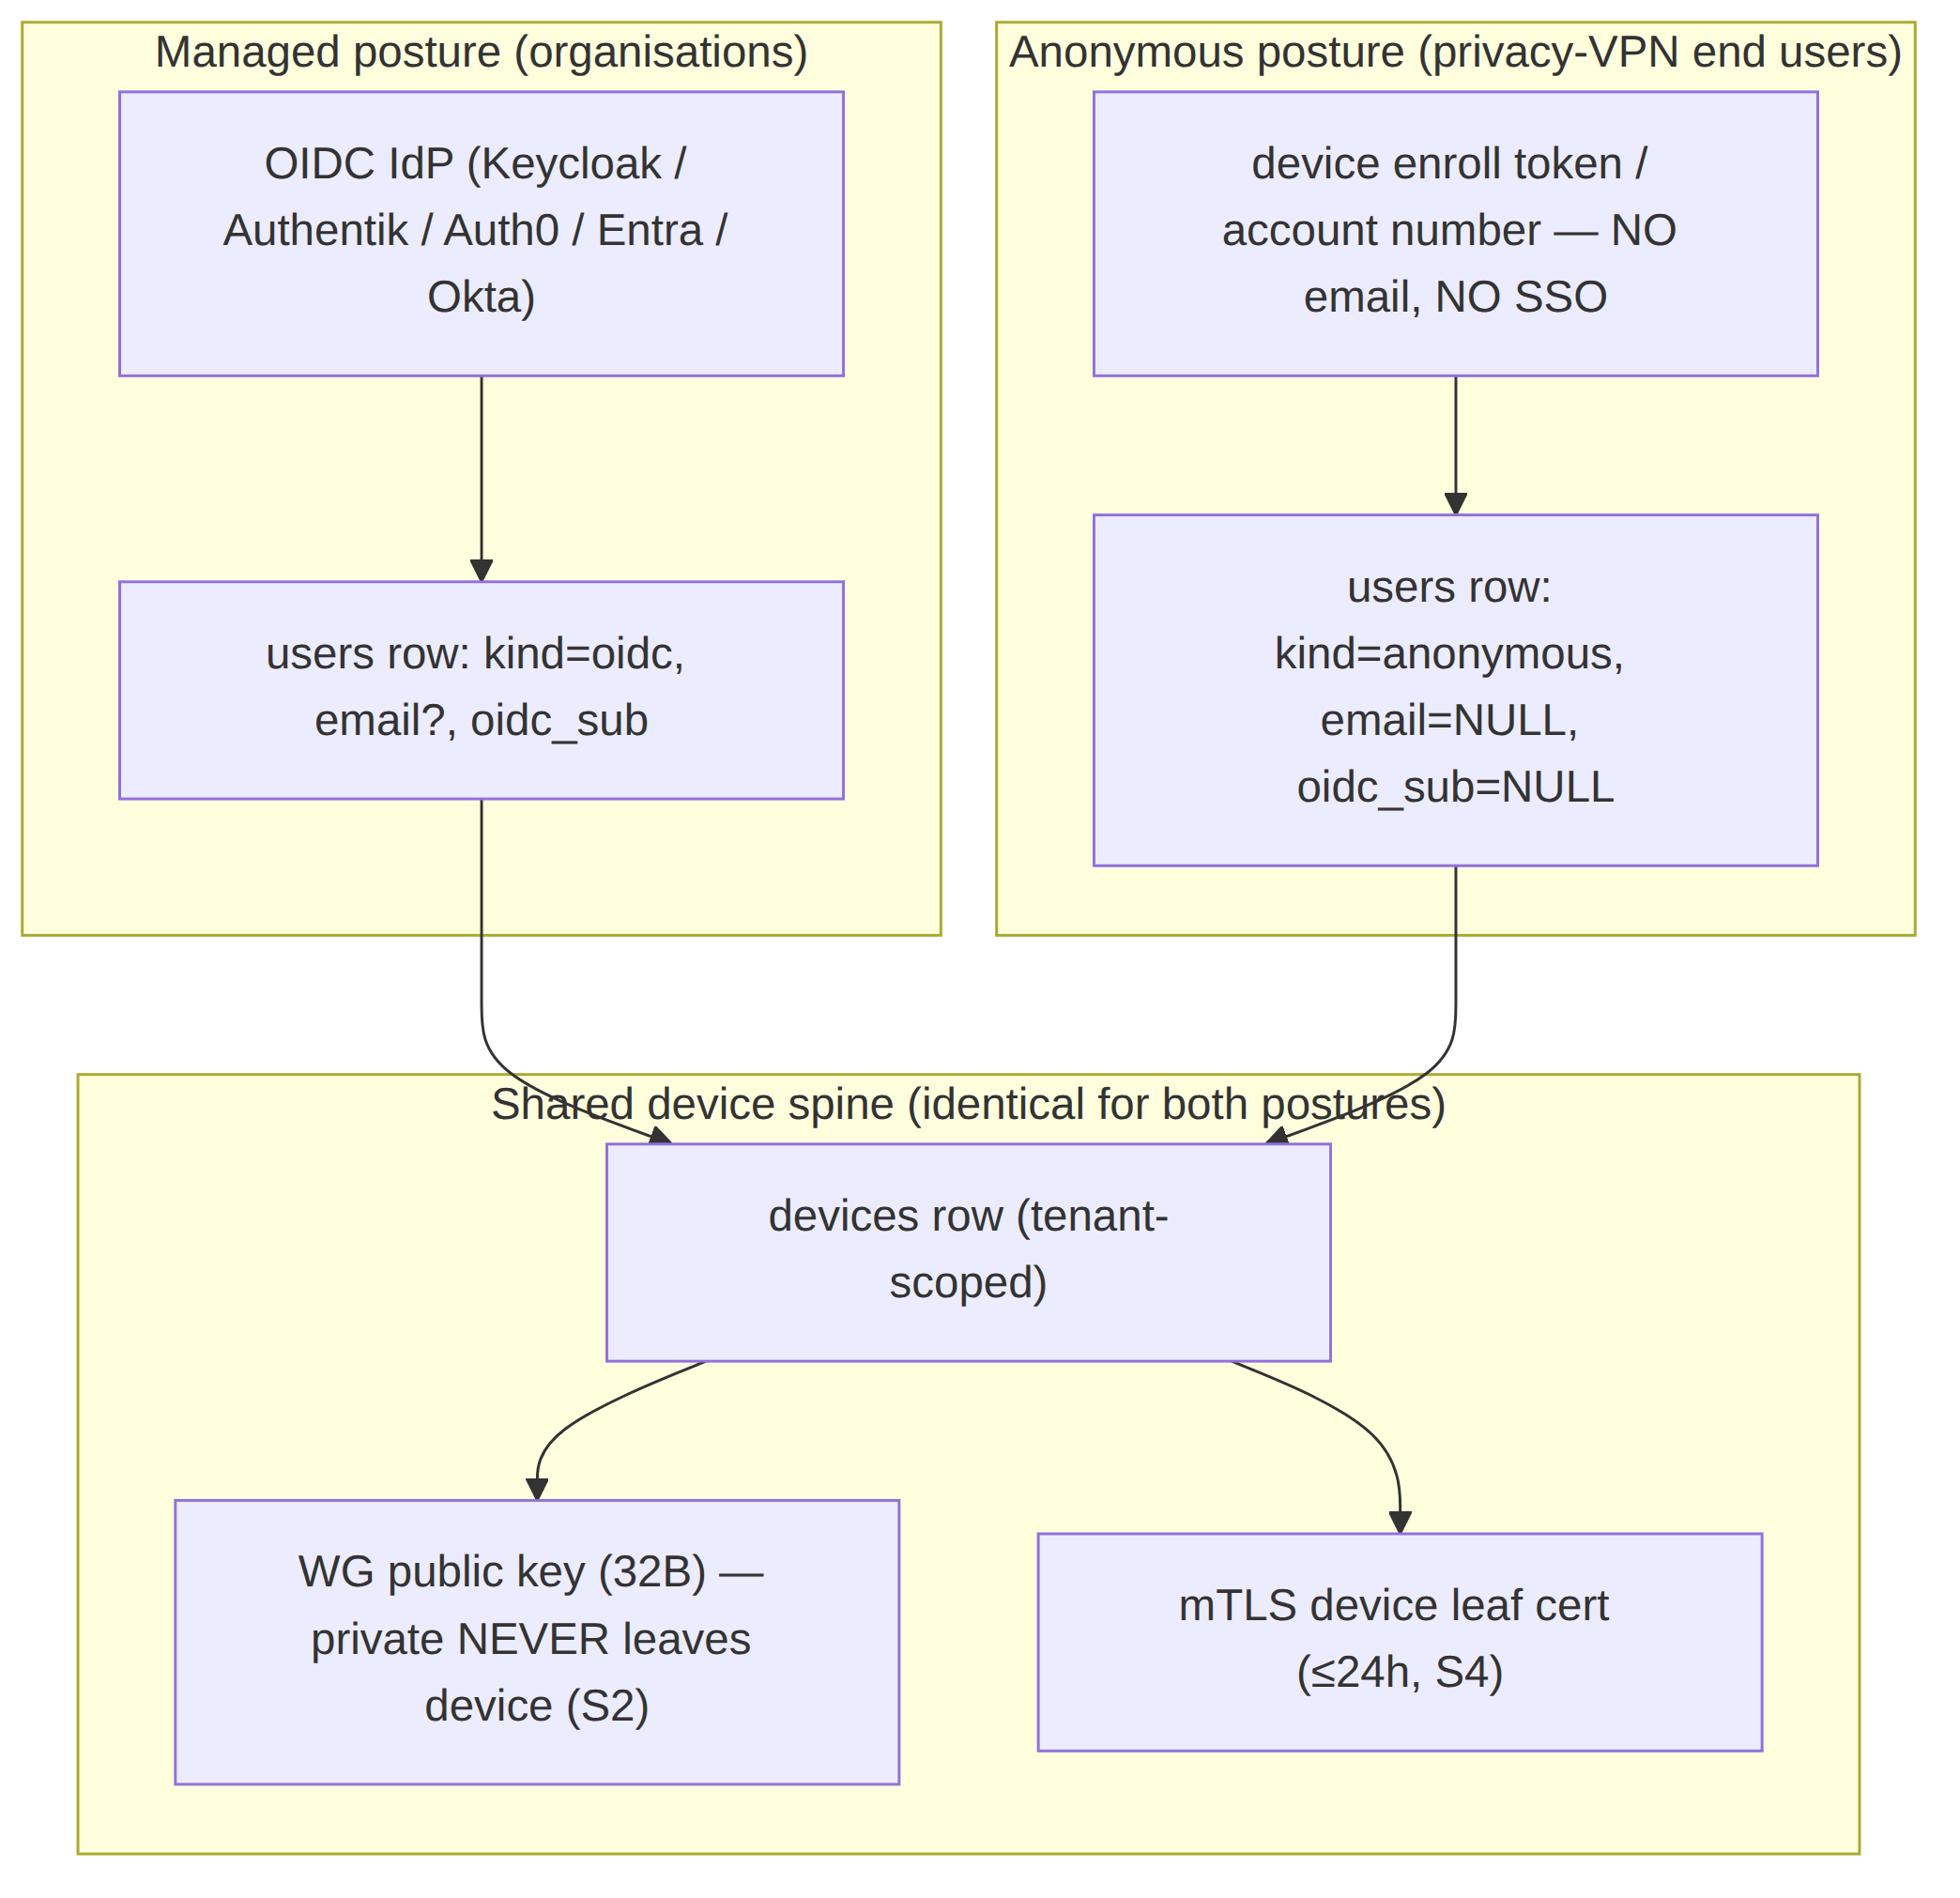 Managed posture (organisations)
OIDC IdP (Keycloak /
Authentik / Auth0 / Entra /
Okta)
users row: kind=oidc,
email?, oidc_sub
Anonymous posture (privacy-VPN end users)
device enroll token /
account number — NO
email, NO SSO
users row:
kind=anonymous,
email=NULL,
oidc_sub=NULL
Shared device spine (identical for both postures)
devices row (tenant-
scoped)
WG public key (32B) —
private NEVER leaves
device (S2)
mTLS device leaf cert
(≤24h, S4)